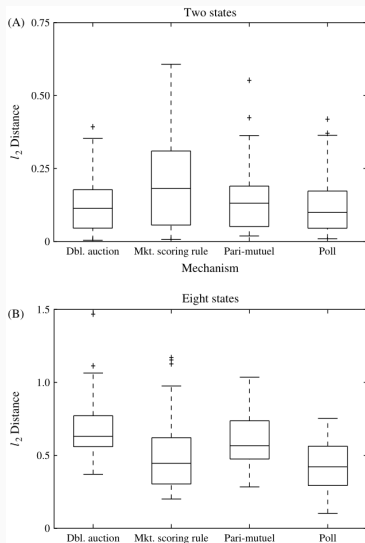 (A)
Two states
0.75
0.50
0.25
0
l₂ Distance
Dbl. auction Mkt. scoring rule Pari-mutuel Poll
Mechanism
(B)
Eight states
1.5
1.0
0.5
0
l₂ Distance
Dbl. auction Mkt. scoring rule Pari-mutuel Poll